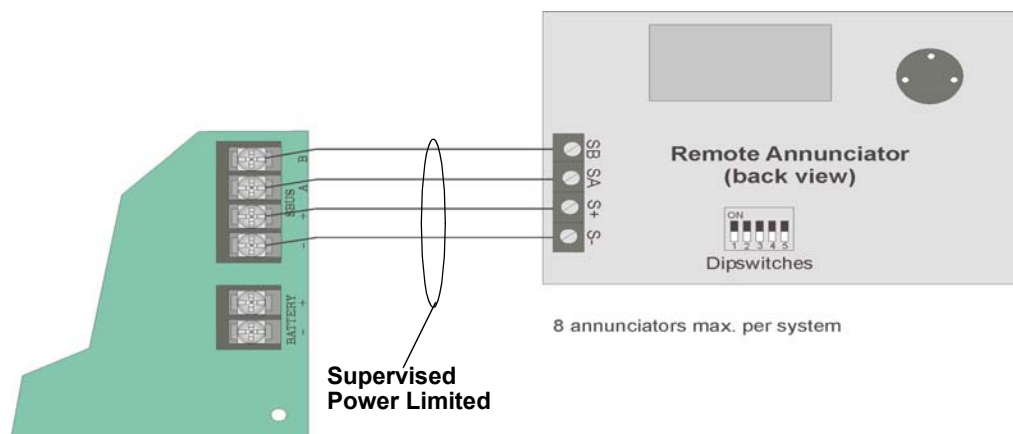 B
A
SBUS
+
-
BATTERY
+
-
Supervised
Power Limited
SB
SA
S+
S-
Remote Annunciator
(back view)
ON
1 2 3 4 5
Dipswitches
8 annunciators max. per system